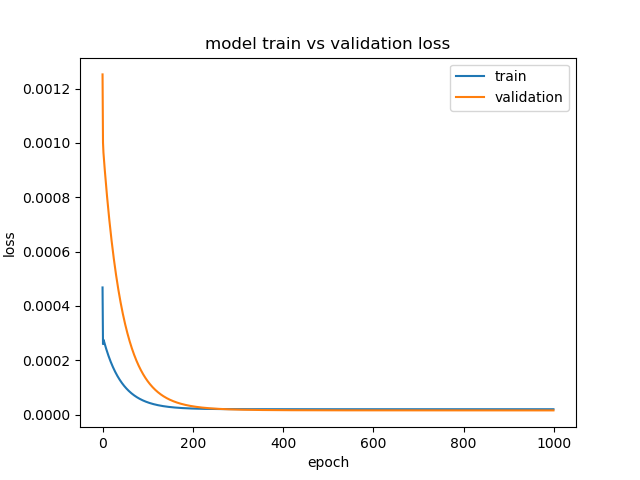 model train vs validation loss
train
validation
0.0012
0.0010
0.0008
0.0006
0.0004
0.0002
0.0000
loss
0 200 400 600 800 1000
epoch